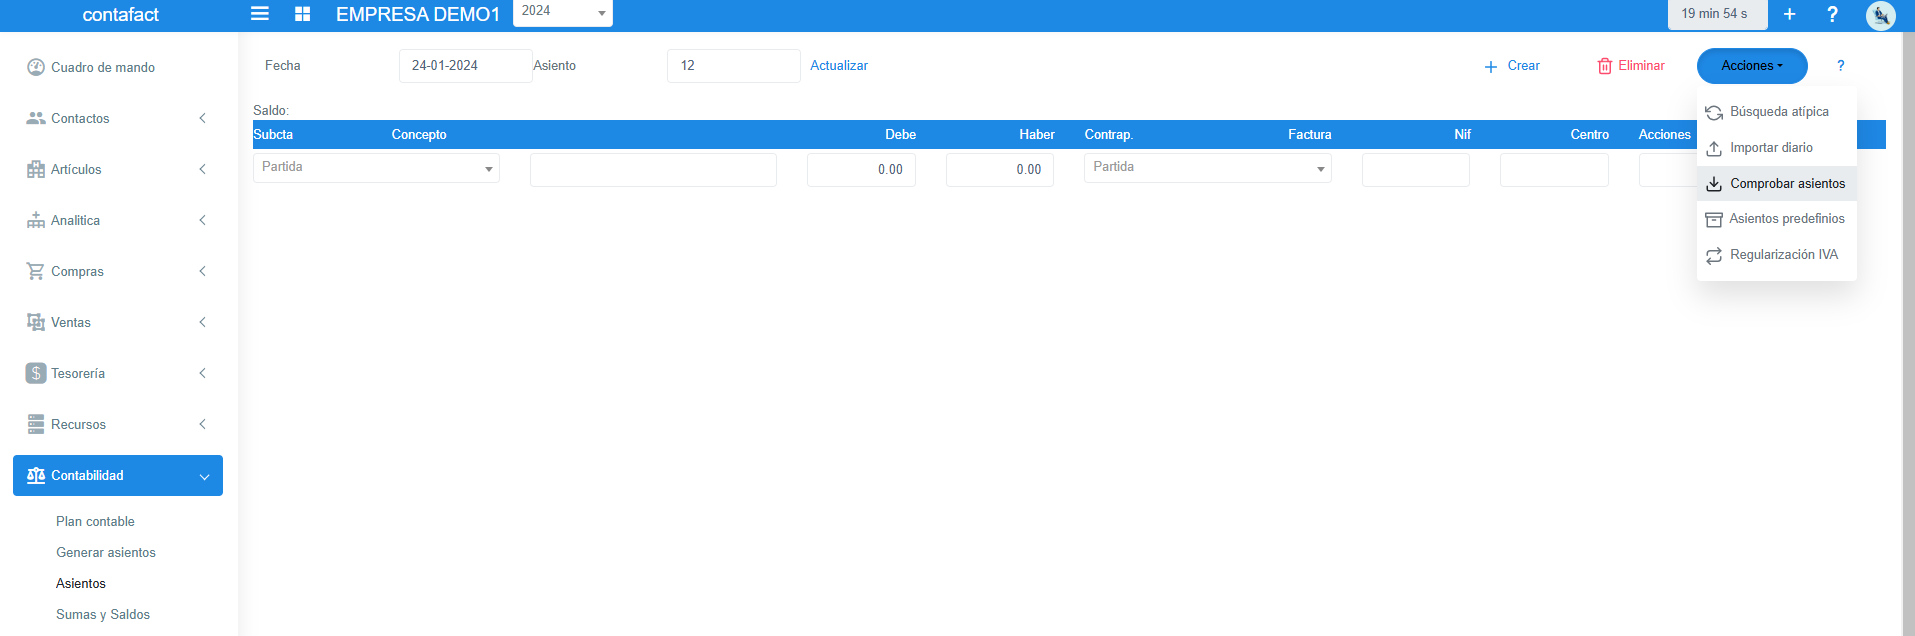 contafact
EMPRESA DEMO1
2024
19 min 54 s
+
?
Cuadro de mando
Contactos
Artículos
Analitica
Compras
Ventas
Tesorería
Recursos
Contabilidad
Plan contable
Generar asientos
Asientos
Sumas y Saldos
Fecha
24-01-2024
Asiento
12
Actualizar
+ Crear
Eliminar
Acciones
?
Saldo:
Subcta Concepto Debe Haber Contrap. Factura Nif Centro Acciones
Partida 0.00 0.00 Partida
Búsqueda atípica
Importar diario
Comprobar asientos
Asientos predefinios
Regularización IVA